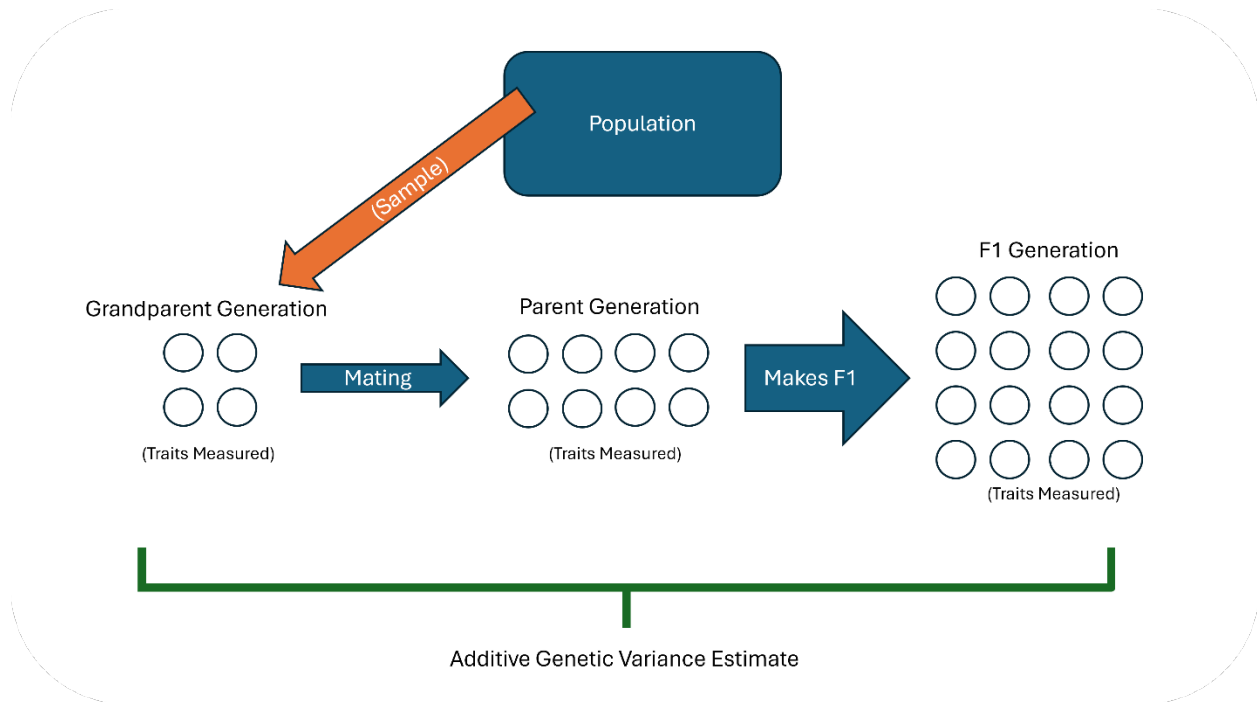 Population
(Sample)
F1 Generation
Grandparent Generation
Parent Generation
Mating
Makes F1
(Traits Measured)
(Traits Measured)
(Traits Measured)
Additive Genetic Variance Estimate